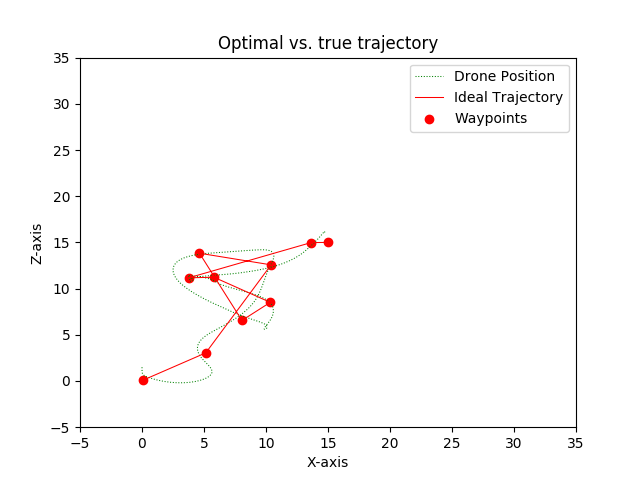 Optimal vs. true trajectory
Drone Position
Ideal Trajectory
Waypoints
Z-axis
35
30
25
20
15
10
5
0
−5
−5 0 5 10 15 20 25 30 35
X-axis